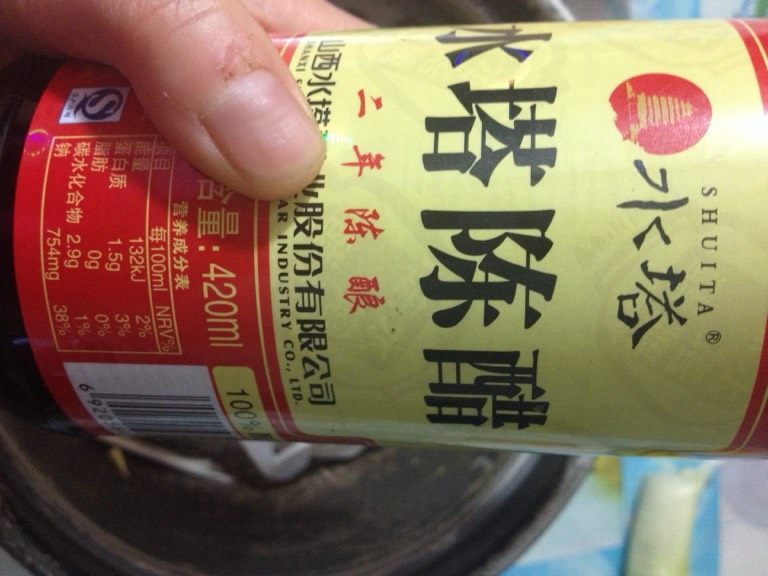 SHUITA®
水塔
水塔陈醋
二年陈酿
山西水塔 业股份有限公司
SHANXI S AR INDUSTRY CO., LTD.
量: 420ml
100%
营养成分表
项目 每100ml NRV%
能量 132kJ 2%
蛋白质 1.5g 3%
脂肪 0g 0%
碳水化合物 2.9g 1%
钠 754mg 38%